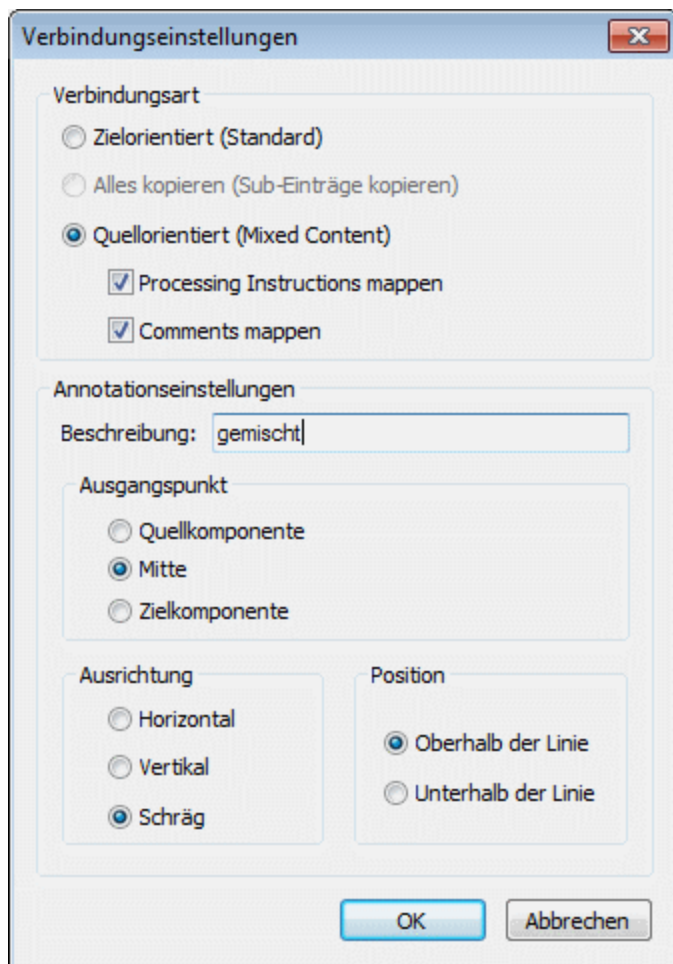 Verbindungseinstellungen
Verbindungsart
Zielorientiert (Standard)
Alles kopieren (Sub-Einträge kopieren)
Quellorientiert (Mixed Content)
Processing Instructions mappen
Comments mappen
Annotationseinstellungen
Beschreibung: gemischt
Ausgangspunkt
Quellkomponente
Mitte
Zielkomponente
Ausrichtung
Horizontal
Vertikal
Schräg
Position
Oberhalb der Linie
Unterhalb der Linie
OK Abbrechen